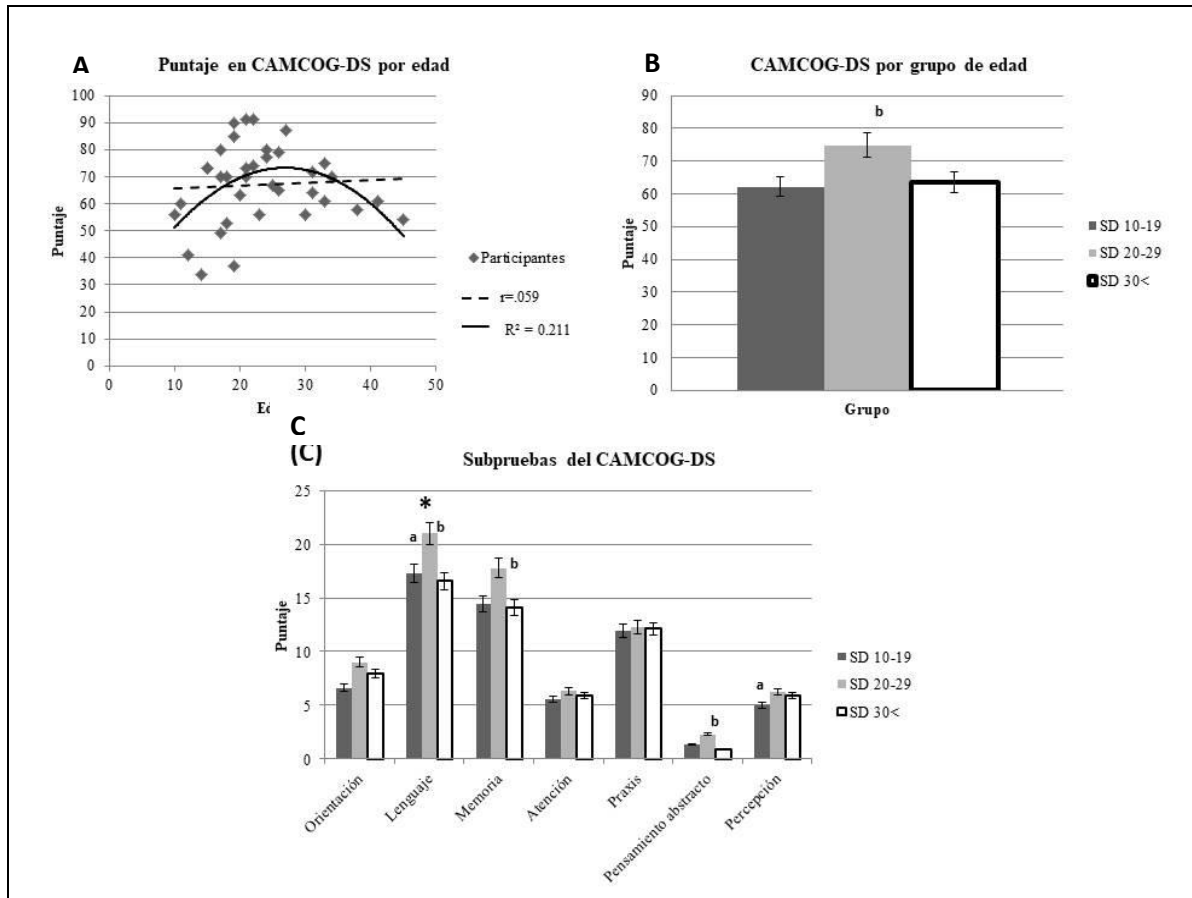 A
Puntaje en CAMCOG-DS por edad
100
90
80
70
60
50
40
30
20
10
0
Puntaje
0 10 20 30 40 50
Ed
Participantes
r=.059
R² = 0.211
B
CAMCOG-DS por grupo de edad
90
80
70
60
50
40
30
20
10
0
Puntaje
b
Grupo
SD 10-19
SD 20-29
SD 30<
C
(C)
Subpruebas del CAMCOG-DS
25
20
15
10
5
0
Puntaje
*
a b
b
b
a
Orientación
Lenguaje
Memoria
Atención
Praxis
Pensamiento abstracto
Percepción
SD 10-19
SD 20-29
SD 30<